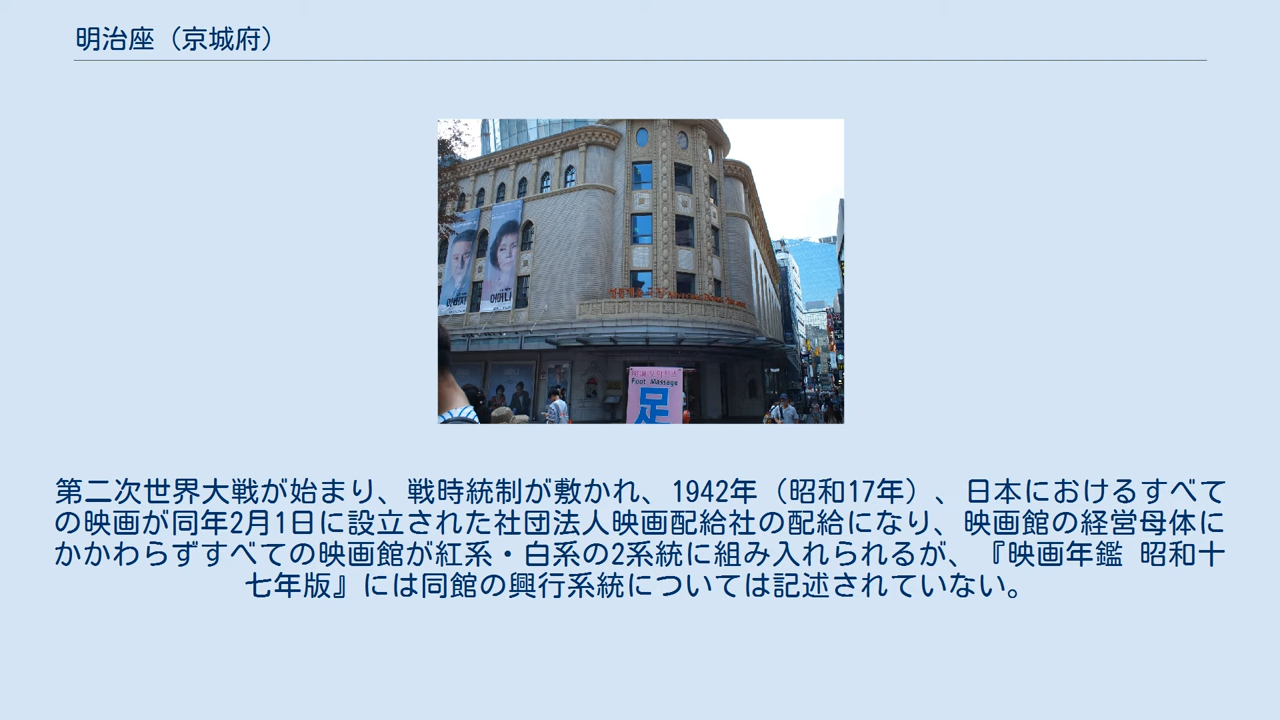 明治座（京城府）
아버지
어머니
Foot Massage
足
第二次世界大戦が始まり、戦時統制が敷かれ、1942年（昭和17年）、日本におけるすべて
の映画が同年2月1日に設立された社団法人映画配給社の配給になり、映画館の経営母体に
かかわらずすべての映画館が紅系・白系の2系統に組み入れられるが、『映画年鑑 昭和十
七年版』には同館の興行系統については記述されていない。